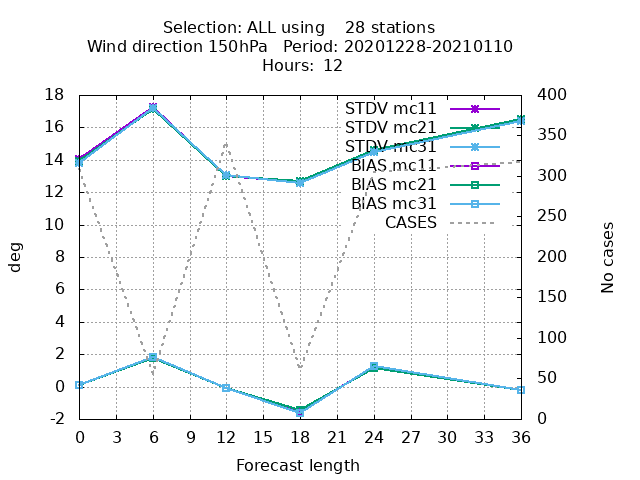 Selection: ALL using    28 stations
Wind direction 150hPa   Period: 20201228-20210110
Hours:  12
18
16
14
12
10
8
6
4
2
0
-2
deg
400
350
300
250
200
150
100
50
0
No cases
STDV mc11
STDV mc21
STDV mc31
BIAS mc11
BIAS mc21
BIAS mc31
CASES
0 3 6 9 12 15 18 21 24 27 30 33 36
Forecast length